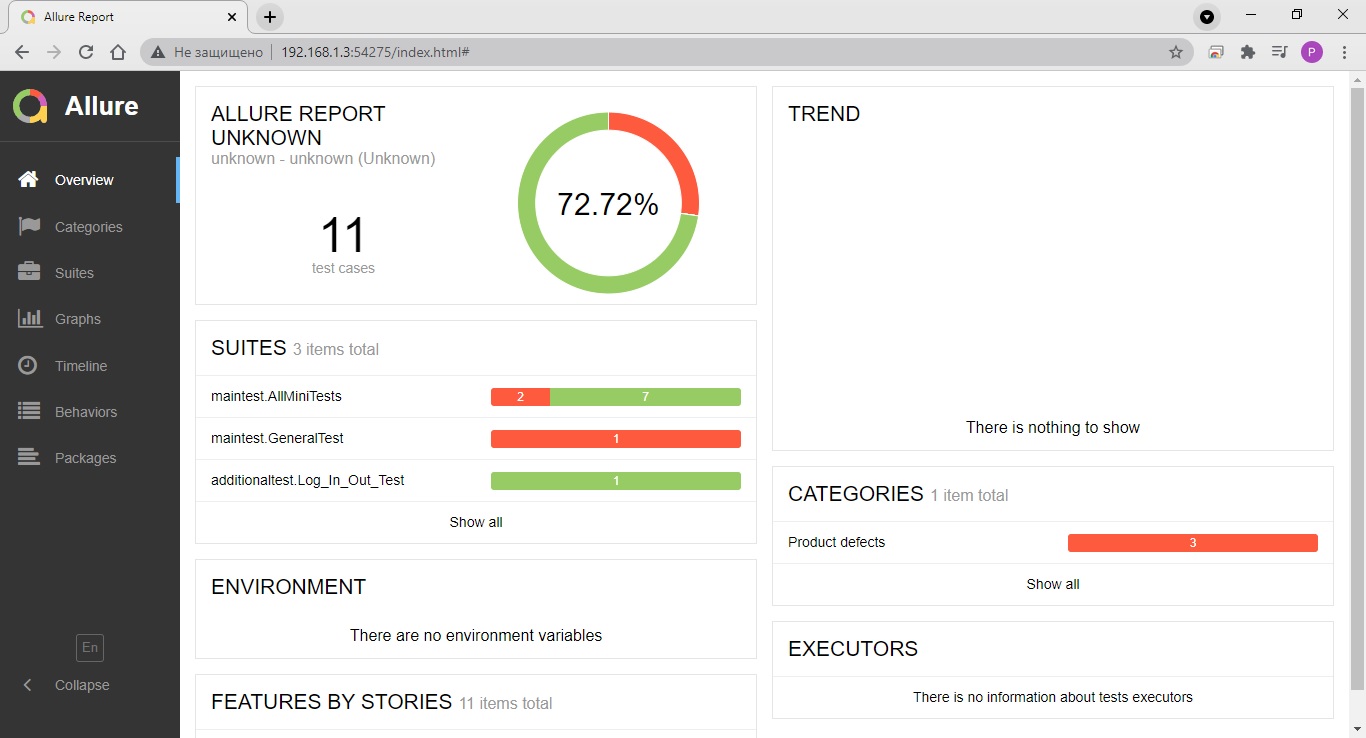 Allure Report
Не защищено
192.168.1.3:54275/index.html#
P
Allure
Overview
Categories
Suites
Graphs
Timeline
Behaviors
Packages
En
Collapse
ALLURE REPORT
UNKNOWN
unknown - unknown (Unknown)
11
test cases
72.72%
SUITES 3 items total
maintest.AllMiniTests 2 7
maintest.GeneralTest 1
additionaltest.Log_In_Out_Test 1
Show all
ENVIRONMENT
There are no environment variables
FEATURES BY STORIES 11 items total
TREND
There is nothing to show
CATEGORIES 1 item total
Product defects 3
Show all
EXECUTORS
There is no information about tests executors